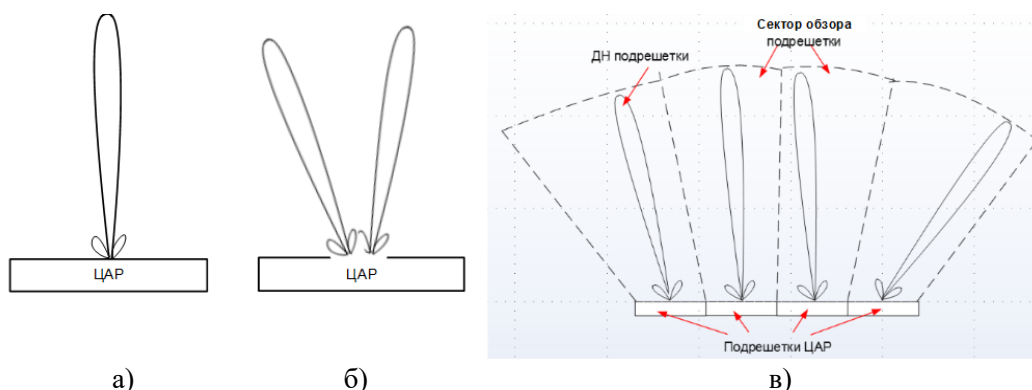 ЦАР
ЦАР
Сектор обзора
подрешетки
ДН подрешетки
Подрешетки ЦАР
а)
б)
в)